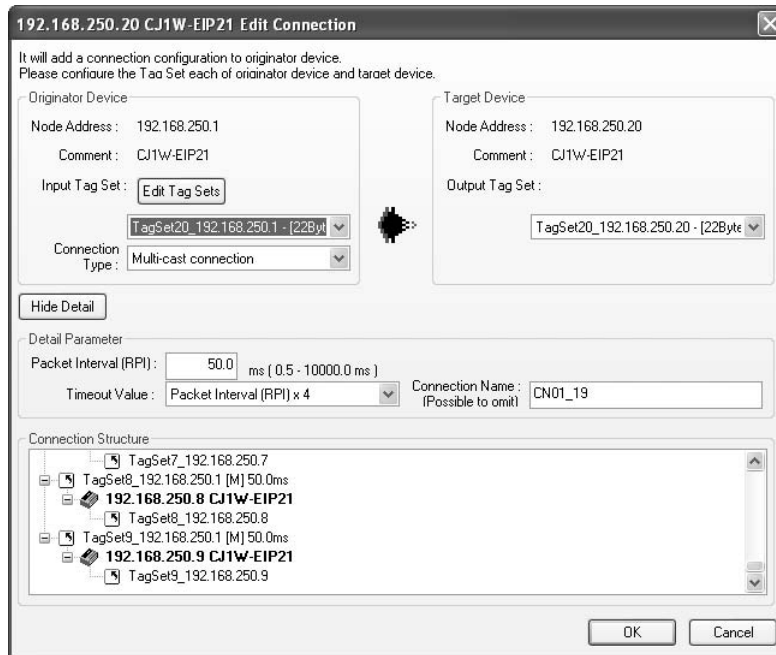 192.168.250.20 CJ1W-EIP21 Edit Connection
It will add a connection configuration to originator device.
Please configure the Tag Set each of originator device and target device.
Originator Device
Node Address : 192.168.250.1
Comment : CJ1W-EIP21
Input Tag Set : Edit Tag Sets
TagSet20_192.168.250.1 - [22Byt
Connection Type : Multi-cast connection
Target Device
Node Address : 192.168.250.20
Comment : CJ1W-EIP21
Output Tag Set :
TagSet20_192.168.250.20 - [22Byte
Hide Detail
Detail Parameter
Packet Interval (RPI) : 50.0 ms ( 0.5 - 10000.0 ms )
Timeout Value : Packet Interval (RPI) x 4
Connection Name : CN01_19
(Possible to omit)
Connection Structure
TagSet7_192.168.250.7
TagSet8_192.168.250.1 [M] 50.0ms
192.168.250.8 CJ1W-EIP21
TagSet8_192.168.250.8
TagSet9_192.168.250.1 [M] 50.0ms
192.168.250.9 CJ1W-EIP21
TagSet9_192.168.250.9
OK Cancel